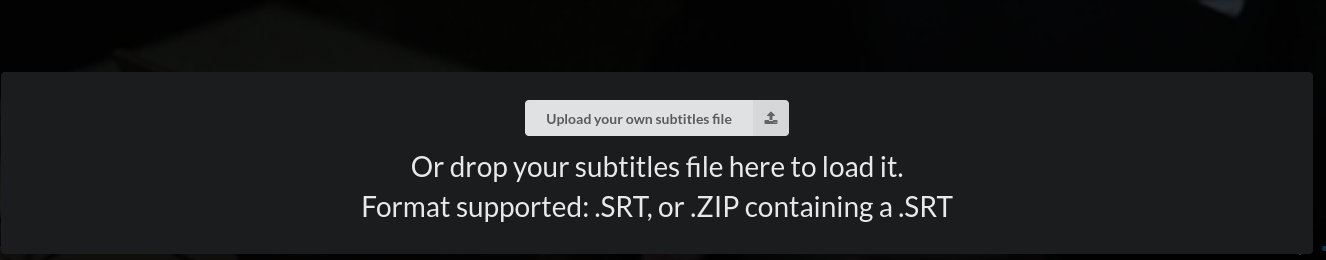 Upload your own subtitles file
Or drop your subtitles file here to load it.
Format supported: .SRT, or .ZIP containing a .SRT